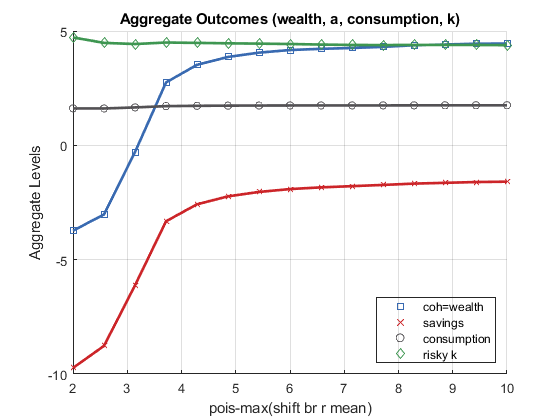 Aggregate Outcomes (wealth, a, consumption, k)
5
0
-5
-10
Aggregate Levels
2 3 4 5 6 7 8 9 10
pois-max(shift br r mean)
coh=wealth
savings
consumption
risky k